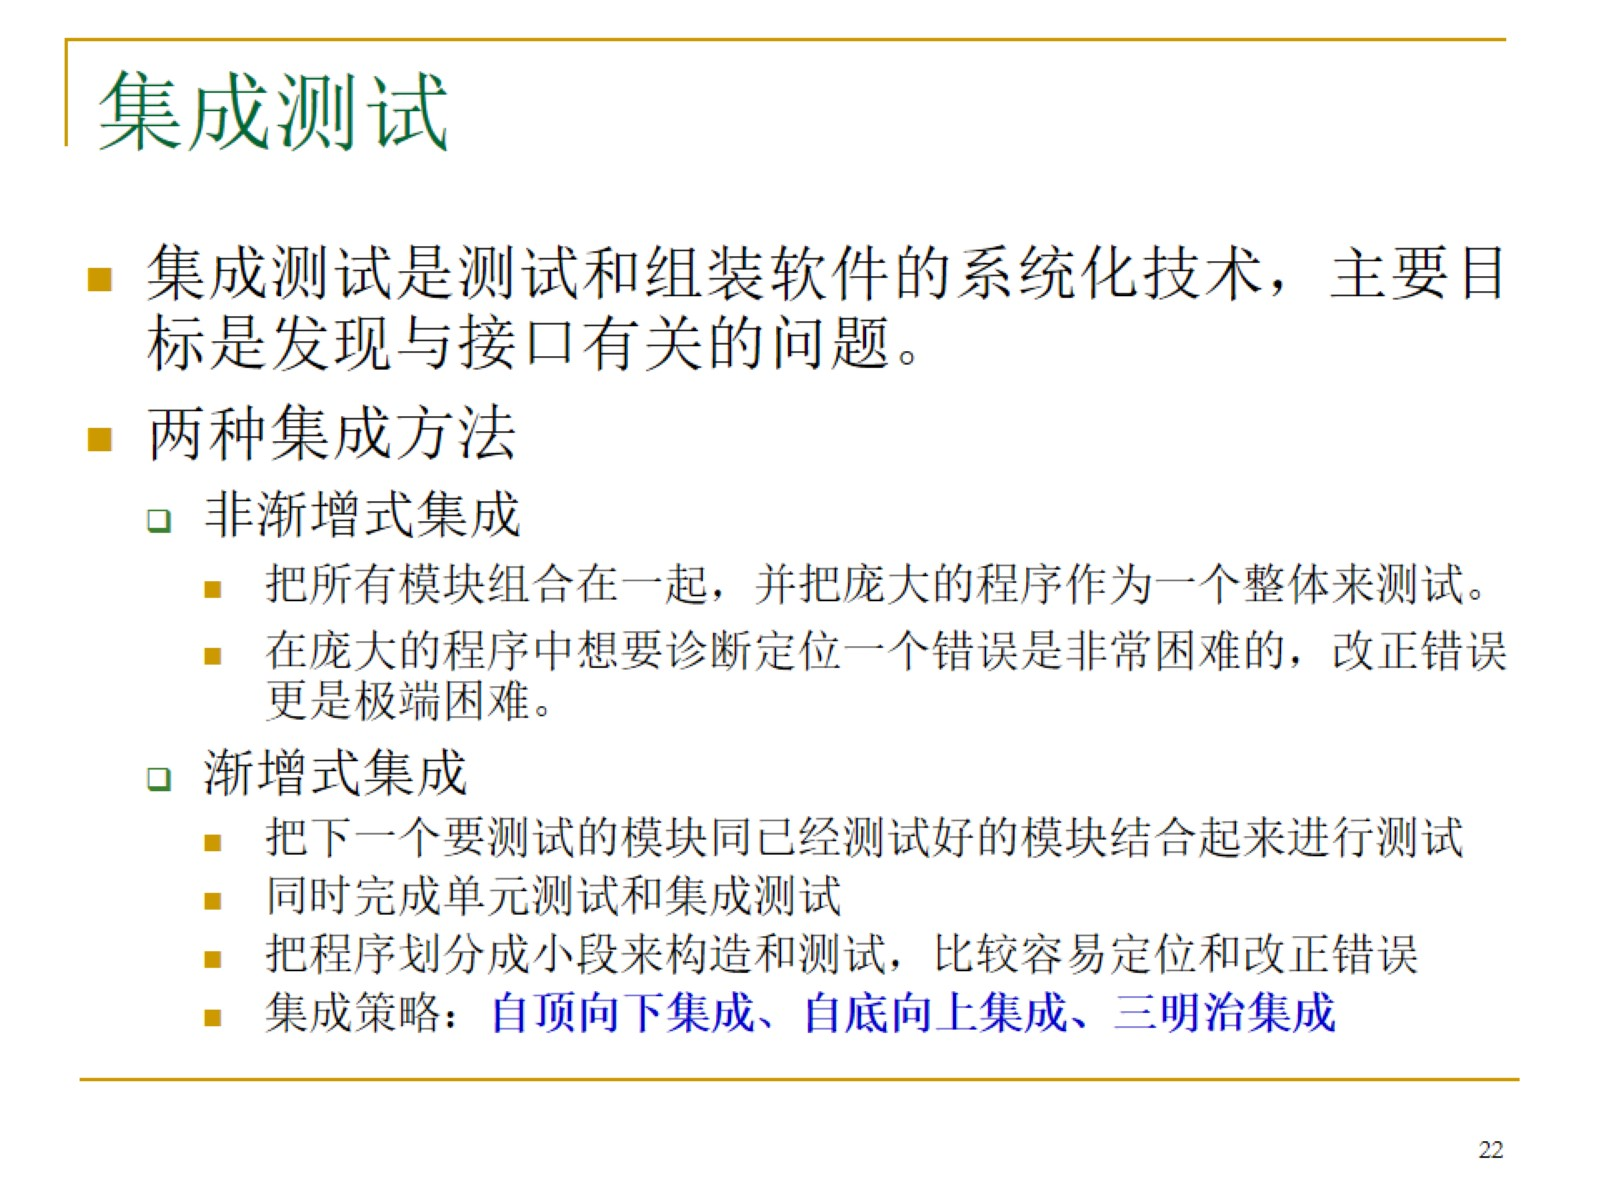 集成测试
集成测试是测试和组装软件的系统化技术，主要目
标是发现与接口有关的问题。
两种集成方法
非渐增式集成
把所有模块组合在一起，并把庞大的程序作为一个整体来测试。
在庞大的程序中想要诊断定位一个错误是非常困难的，改正错误
更是极端困难。
渐增式集成
把下一个要测试的模块同已经测试好的模块结合起来进行测试
同时完成单元测试和集成测试
把程序划分成小段来构造和测试，比较容易定位和改正错误
集成策略：自顶向下集成、自底向上集成、三明治集成
22